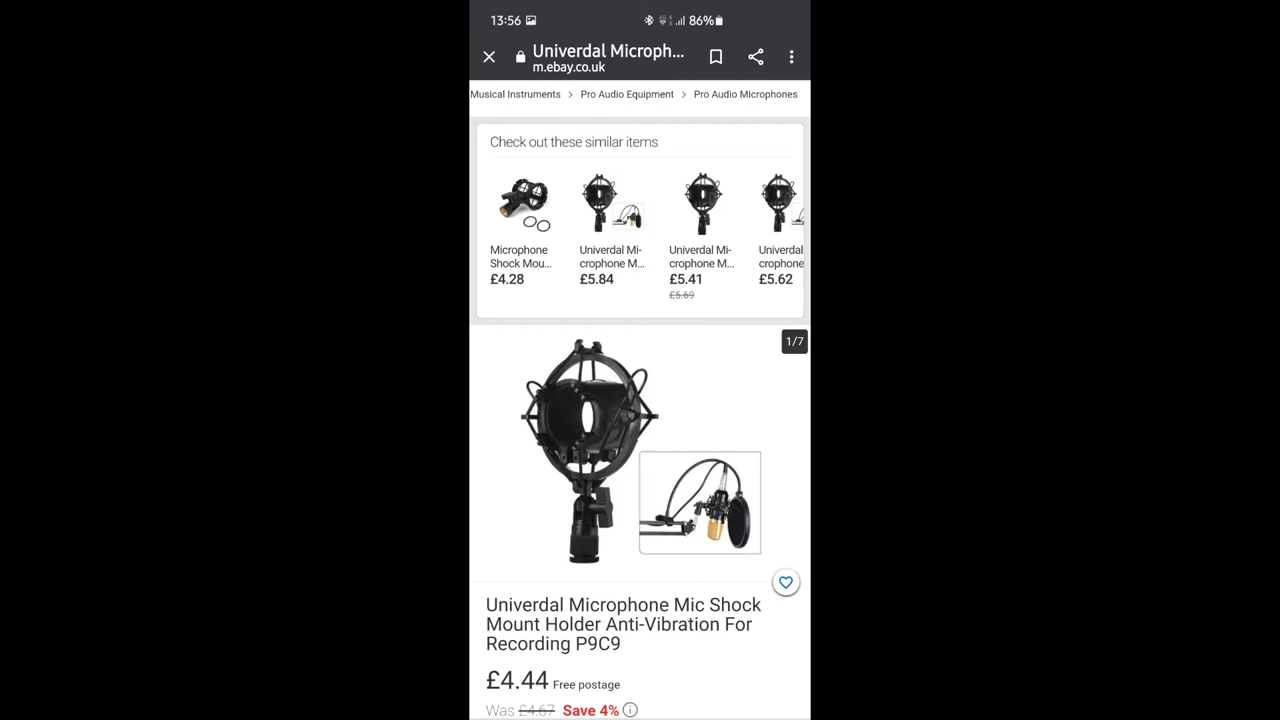 13:56 86%
Univerdal Microph...
m.ebay.co.uk
Musical Instruments > Pro Audio Equipment > Pro Audio Microphones
Check out these similar items
Microphone
Shock Mou...
£4.28
Univerdal Mi-
crophone M...
£5.84
Univerdal Mi-
crophone M...
£5.41
£5.69
Univerdal
crophone
£5.62
1/7
Univerdal Microphone Mic Shock
Mount Holder Anti-Vibration For
Recording P9C9
£4.44 Free postage
Was £4.67 Save 4%